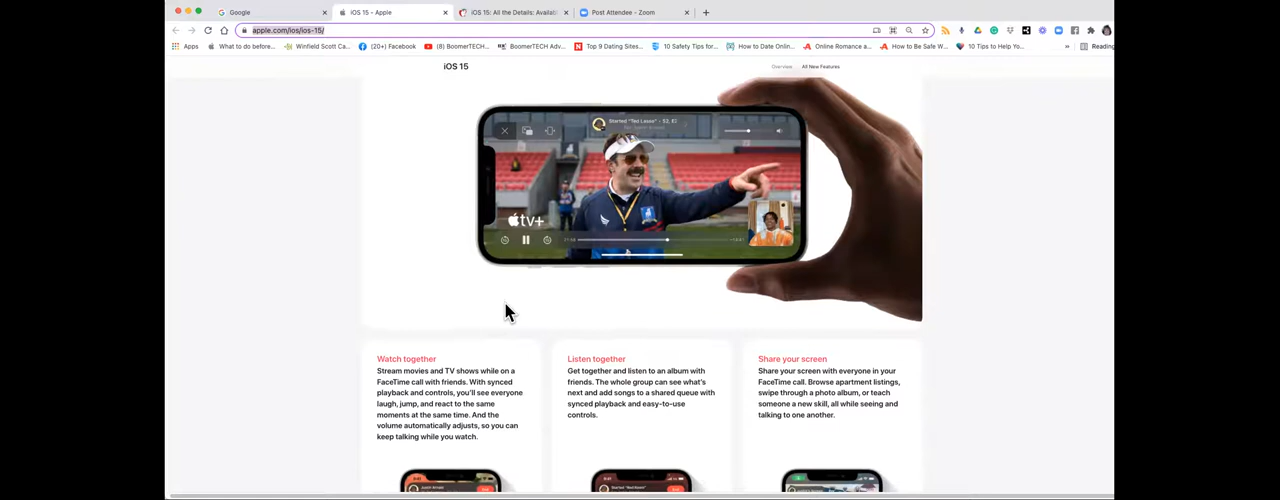 Google
iOS 15 - Apple
iOS 15: All the Details: Availab
Post Attendee - Zoom
apple.com/ios/ios-15/
Apps
What to do before...
Winfield Scott Ca...
(20+) Facebook
(8) BoomerTECH...
BoomerTECH Adv...
Top 9 Dating Sites...
10 Safety Tips for...
How to Date Onlin...
Online Romance a
How to Be Safe W...
10 Tips to Help You...
»
Reading
iOS 15
Overview
All New Features
Started "Ted Lasso" - S2, E2
tv+
Watch together
Stream movies and TV shows while on a
FaceTime call with friends. With synced
playback and controls, you'll see everyone
laugh, jump, and react to the same
moments at the same time. And the
volume automatically adjusts, so you can
keep talking while you watch.
Listen together
Get together and listen to an album with
friends. The whole group can see what's
next and add songs to a shared queue with
synced playback and easy-to-use
controls.
Share your screen
Share your screen with everyone in your
FaceTime call. Browse apartment listings,
swipe through a photo album, or teach
someone a new skill, all while seeing and
talking to one another.